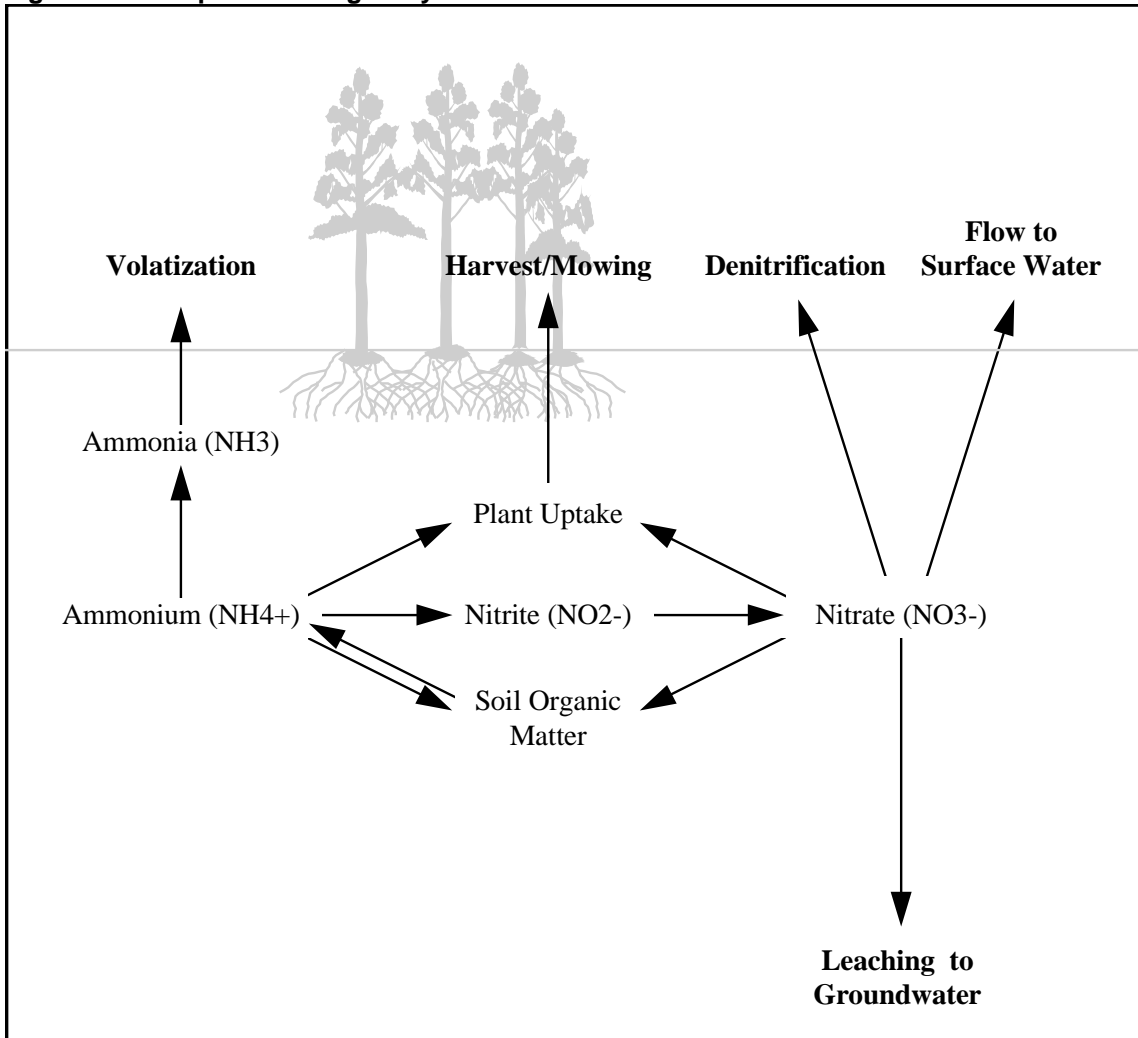 Flow to
Volatization Harvest/Mowing Denitrification Surface Water
Ammonia (NH3)
Plant Uptake
Ammonium (NH4+) Nitrite (NO2-) Nitrate (NO3-)
Soil Organic
Matter
Leaching to
Groundwater